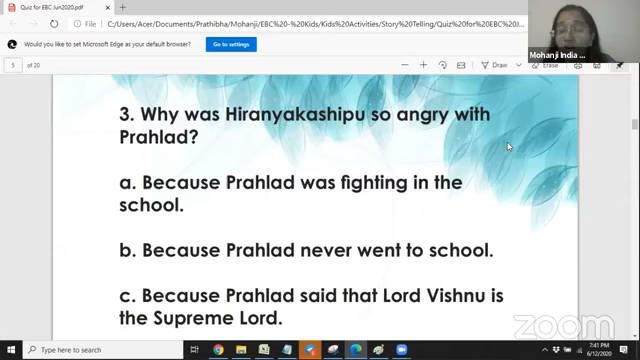 Quiz for EBC Jun2020.pdf
File
C:/Users/Acer/Documents/Prathibha/Mohanji/EBC%20-%20Kids/Kids%20Activities/Story%20Telling/Quiz%20for%20EBC%20J...
Would you like to set Microsoft Edge as your default browser?
Go to settings
Mohanji India
5
of 20
Draw
Erase
3. Why was Hiranyakashipu so angry with
Prahlad?
a. Because Prahlad was fighting in the
school.
b. Because Prahlad never went to school.
c. Because Prahlad said that Lord Vishnu is
the Supreme Lord.
zoom
Type here to search
7:41 PM
6/12/2020